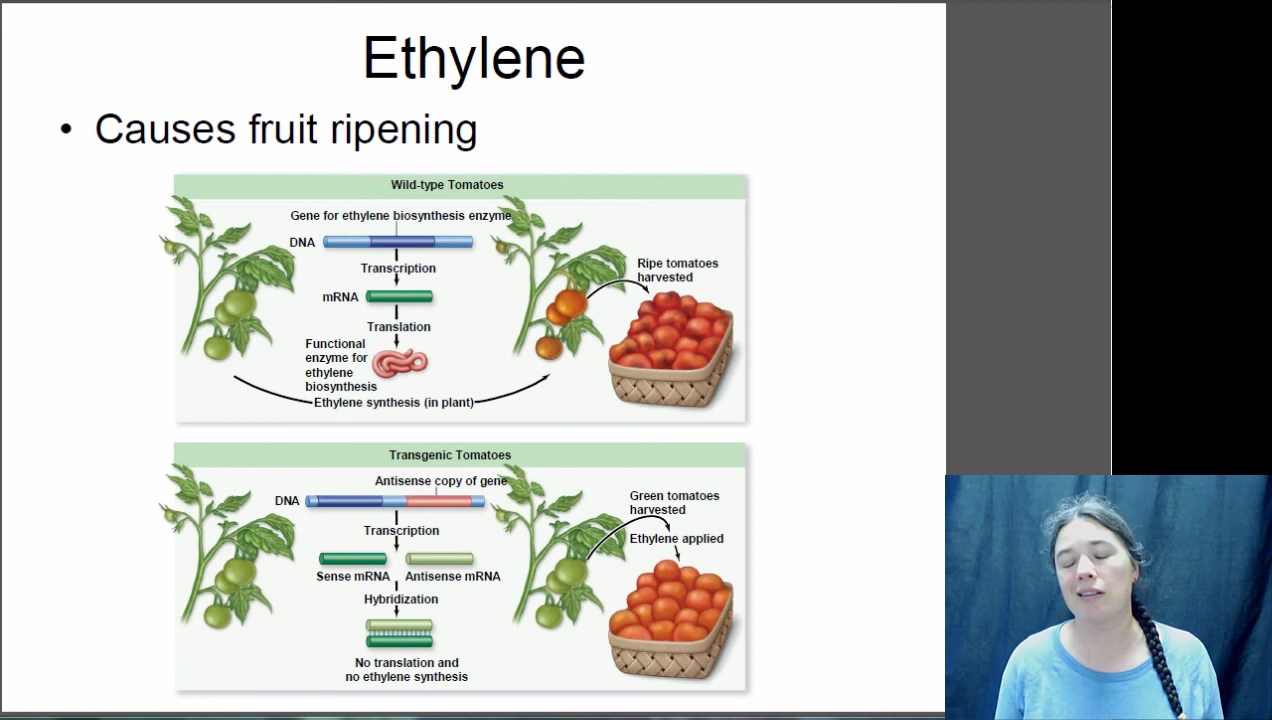 Ethylene
• Causes fruit ripening
Wild-type Tomatoes
Gene for ethylene biosynthesis enzyme
DNA
Transcription
mRNA
Translation
Functional
enzyme for
ethylene
biosynthesis
Ethylene synthesis (in plant)
Ripe tomatoes
harvested
Transgenic Tomatoes
Antisense copy of gene
DNA
Transcription
Sense mRNA
Antisense mRNA
Hybridization
No translation and
no ethylene synthesis
Green tomatoes
harvested
Ethylene applied